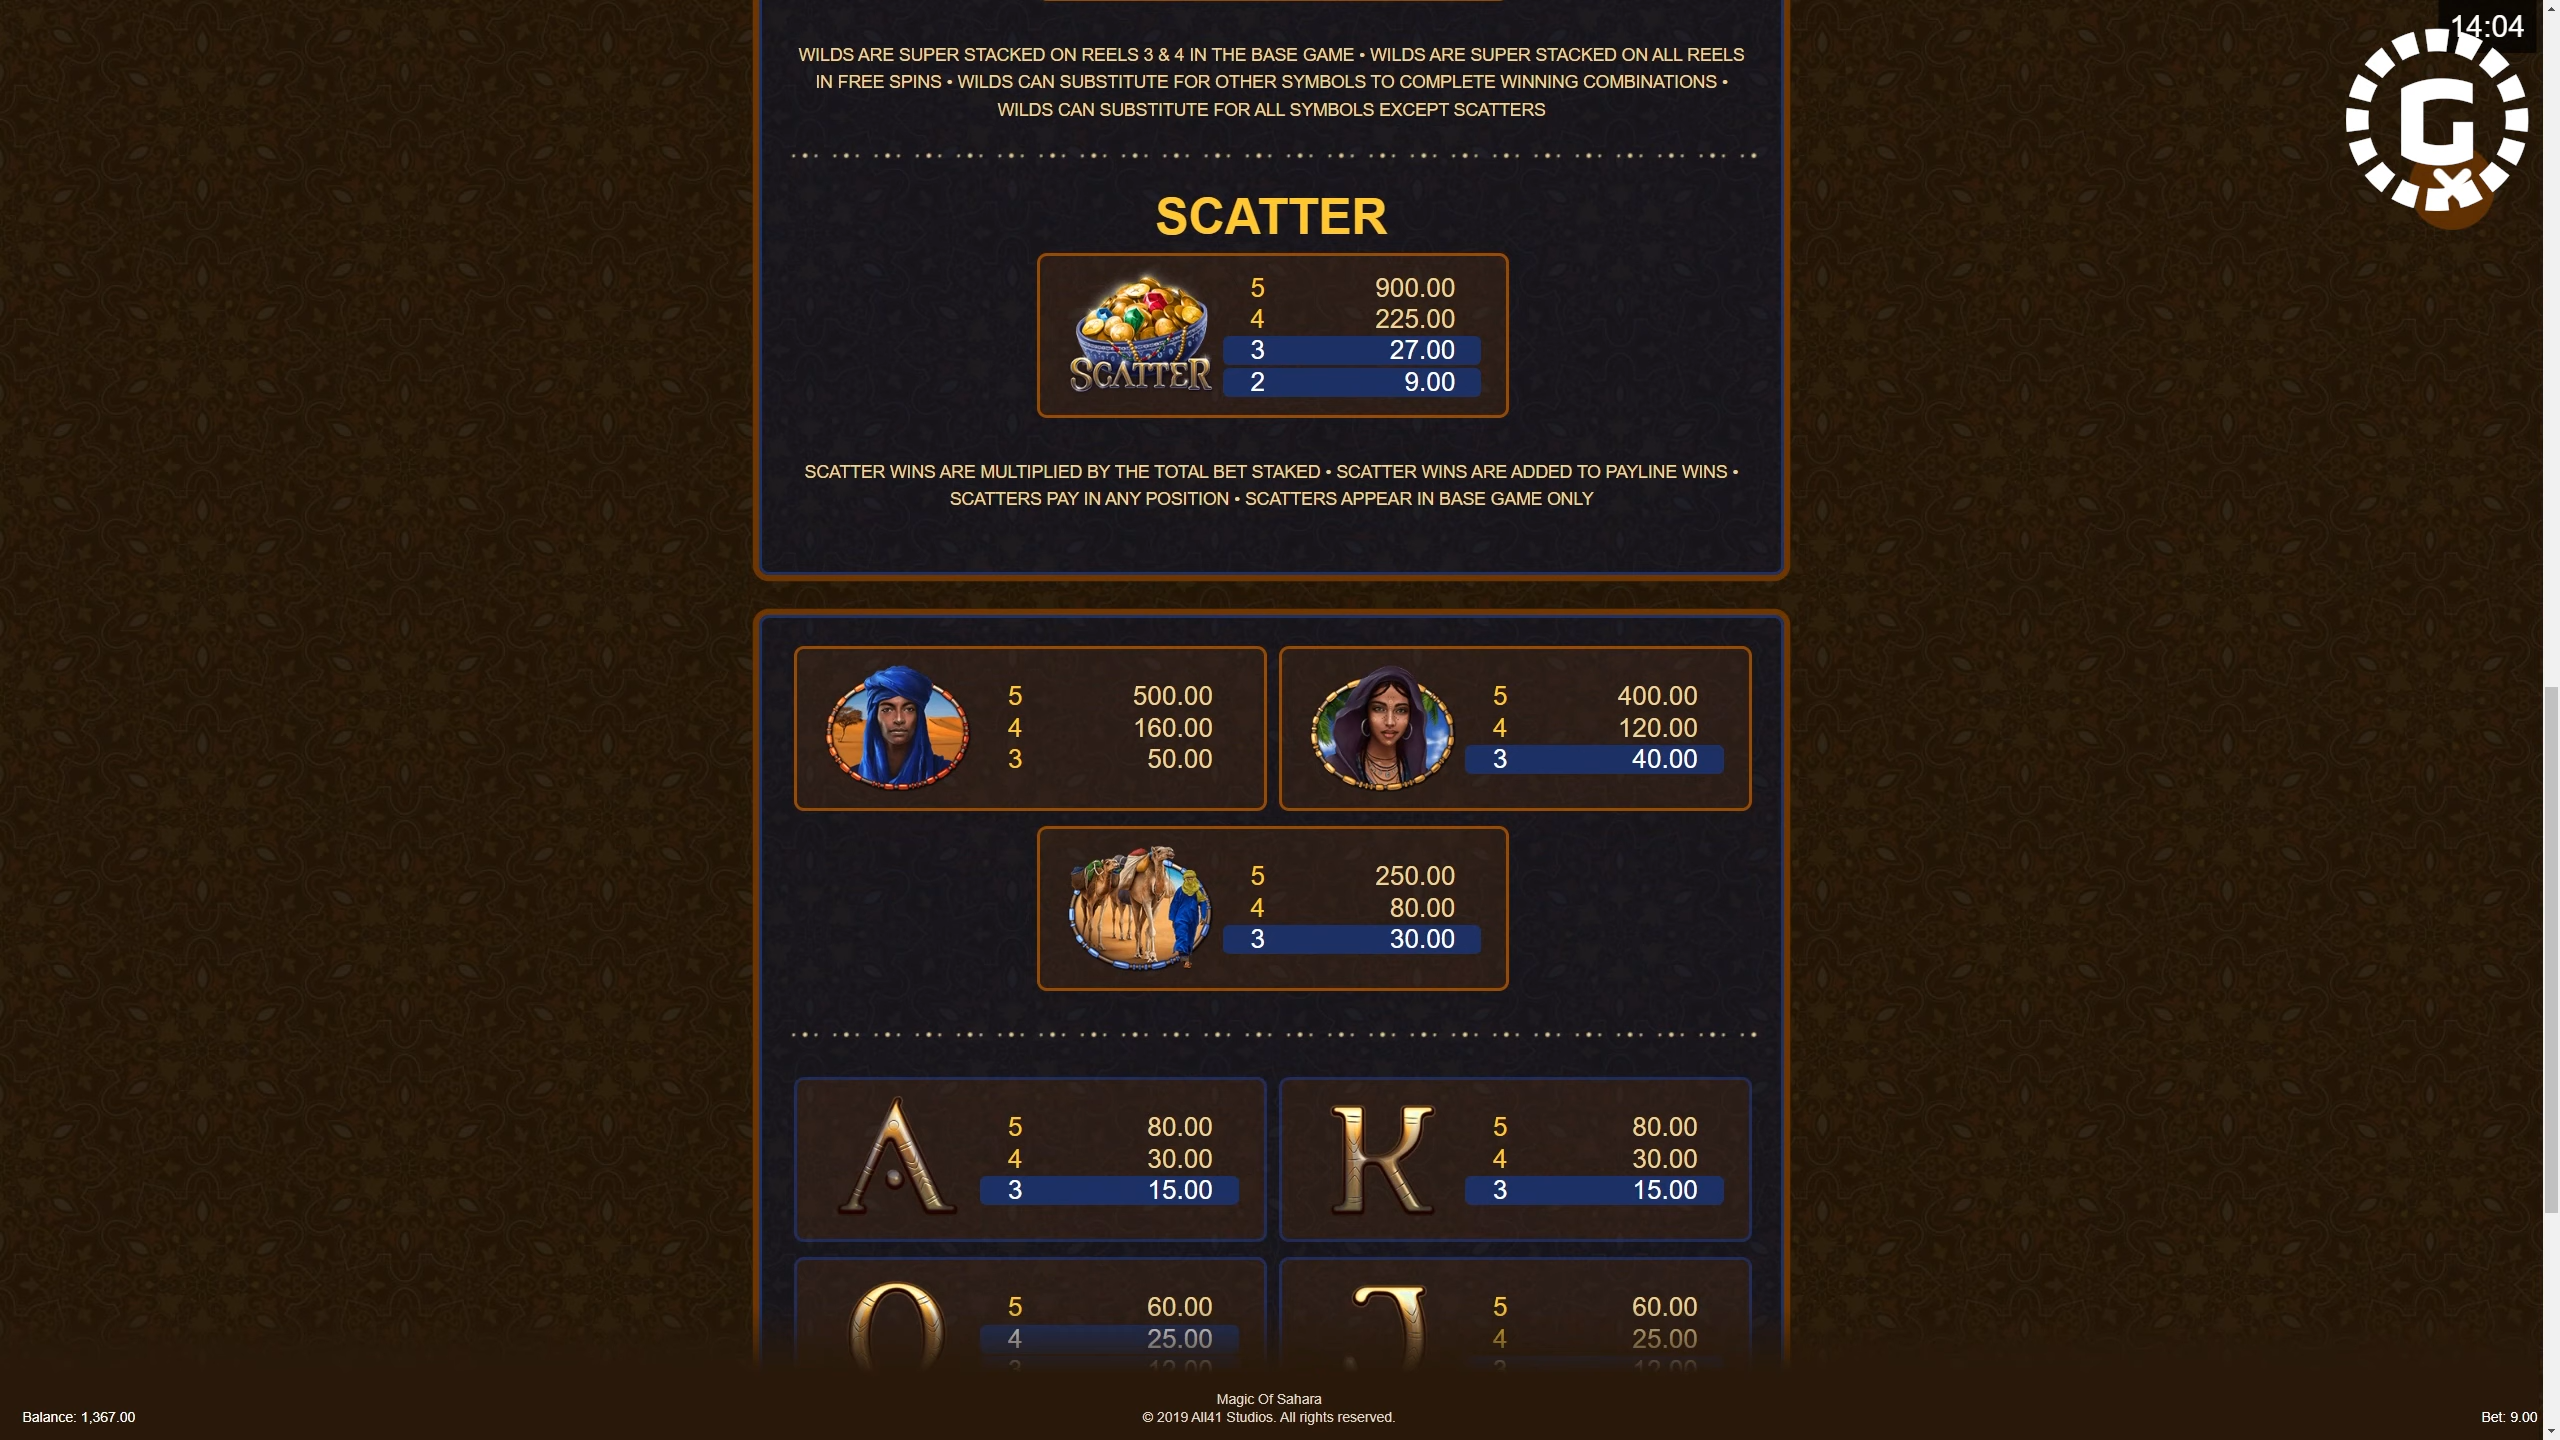 14:04
G
WILDS ARE SUPER STACKED ON REELS 3 & 4 IN THE BASE GAME • WILDS ARE SUPER STACKED ON ALL REELS
IN FREE SPINS • WILDS CAN SUBSTITUTE FOR OTHER SYMBOLS TO COMPLETE WINNING COMBINATIONS •
WILDS CAN SUBSTITUTE FOR ALL SYMBOLS EXCEPT SCATTERS
SCATTER
5 900.00
4 225.00
3 27.00
2 9.00
SCATTER
SCATTER WINS ARE MULTIPLIED BY THE TOTAL BET STAKED • SCATTER WINS ARE ADDED TO PAYLINE WINS •
SCATTERS PAY IN ANY POSITION • SCATTERS APPEAR IN BASE GAME ONLY
5 500.00
4 160.00
3 50.00
5 400.00
4 120.00
3 40.00
5 250.00
4 80.00
3 30.00
A
5 80.00
4 30.00
3 15.00
K
5 80.00
4 30.00
3 15.00
Q
5 60.00
4 25.00
3 12.00
J
5 60.00
4 25.00
3 12.00
Magic Of Sahara
Balance: 1,367.00
© 2019 All41 Studios. All rights reserved.
Bet: 9.00